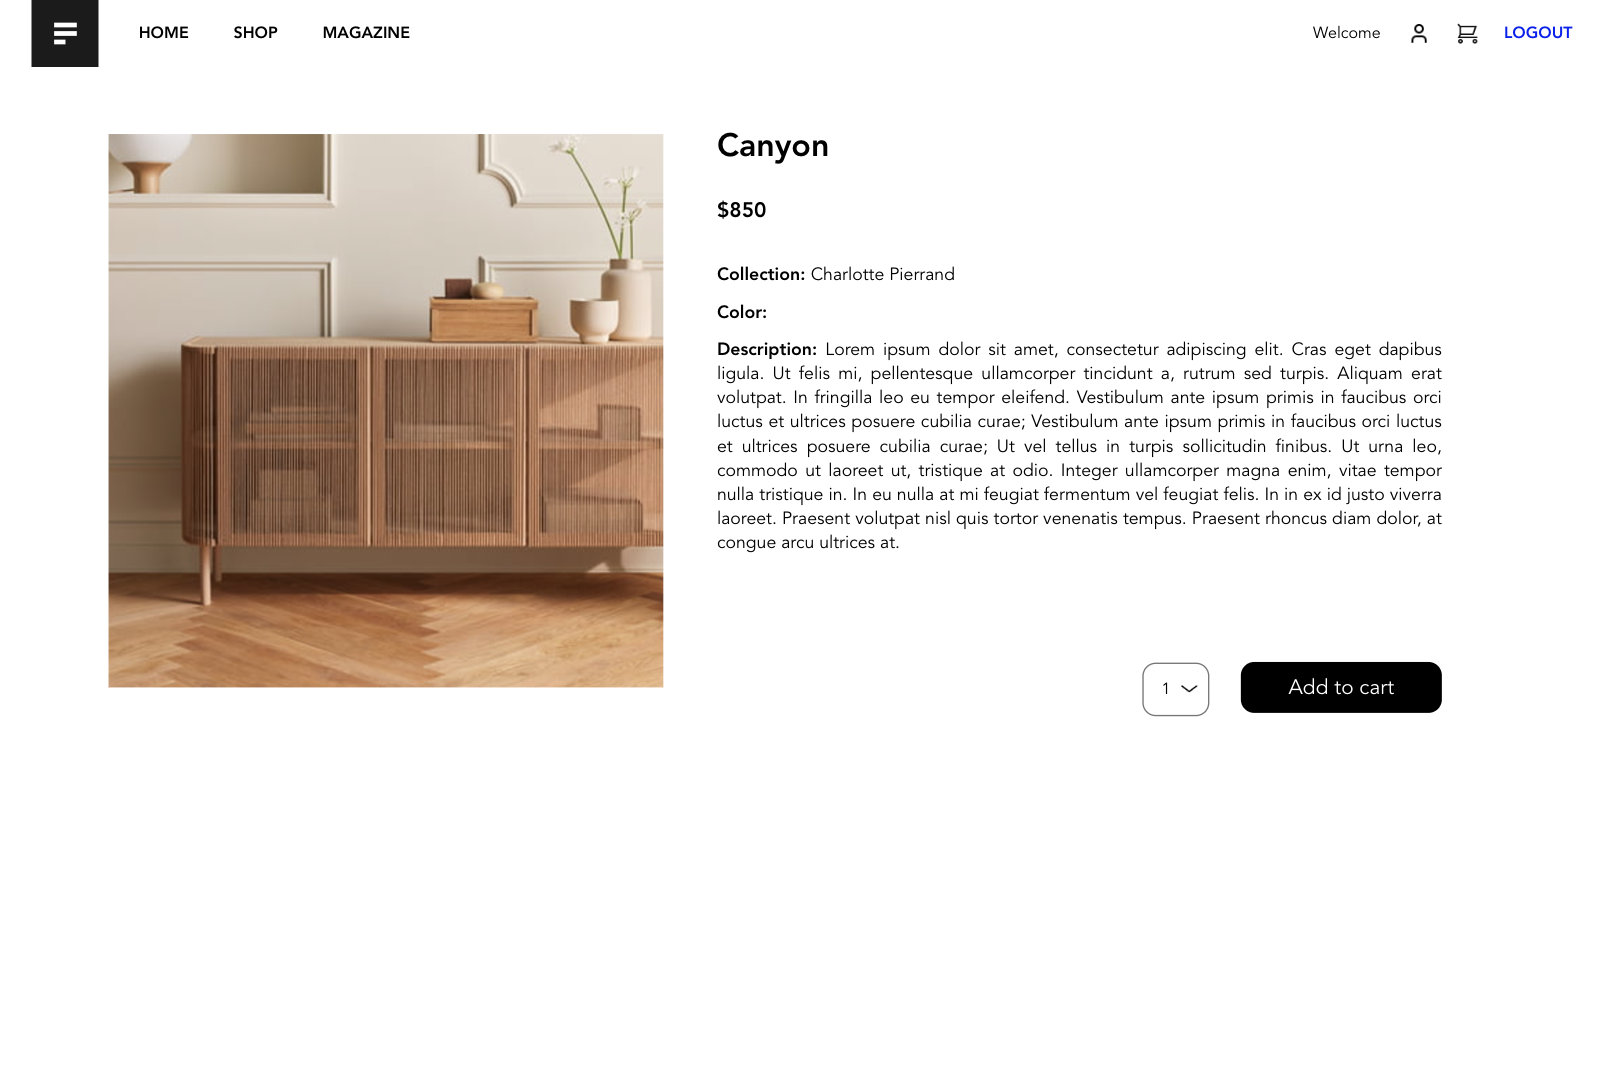 HOME SHOP MAGAZINE Welcome LOGOUT
Canyon
$850
Collection: Charlotte Pierrand
Color:
Description: Lorem ipsum dolor sit amet, consectetur adipiscing elit. Cras eget dapibus
ligula. Ut felis mi, pellentesque ullamcorper tincidunt a, rutrum sed turpis. Aliquam erat
volutpat. In fringilla leo eu tempor eleifend. Vestibulum ante ipsum primis in faucibus orci
luctus et ultrices posuere cubilia curae; Vestibulum ante ipsum primis in faucibus orci luctus
et ultrices posuere cubilia curae; Ut vel tellus in turpis sollicitudin finibus. Ut urna leo,
commodo ut laoreet ut, tristique at odio. Integer ullamcorper magna enim, vitae tempor
nulla tristique in. In eu nulla at mi feugiat fermentum vel feugiat felis. In in ex id justo viverra
laoreet. Praesent volutpat nisl quis tortor venenatis tempus. Praesent rhoncus diam dolor, at
congue arcu ultrices at.
1 Add to cart